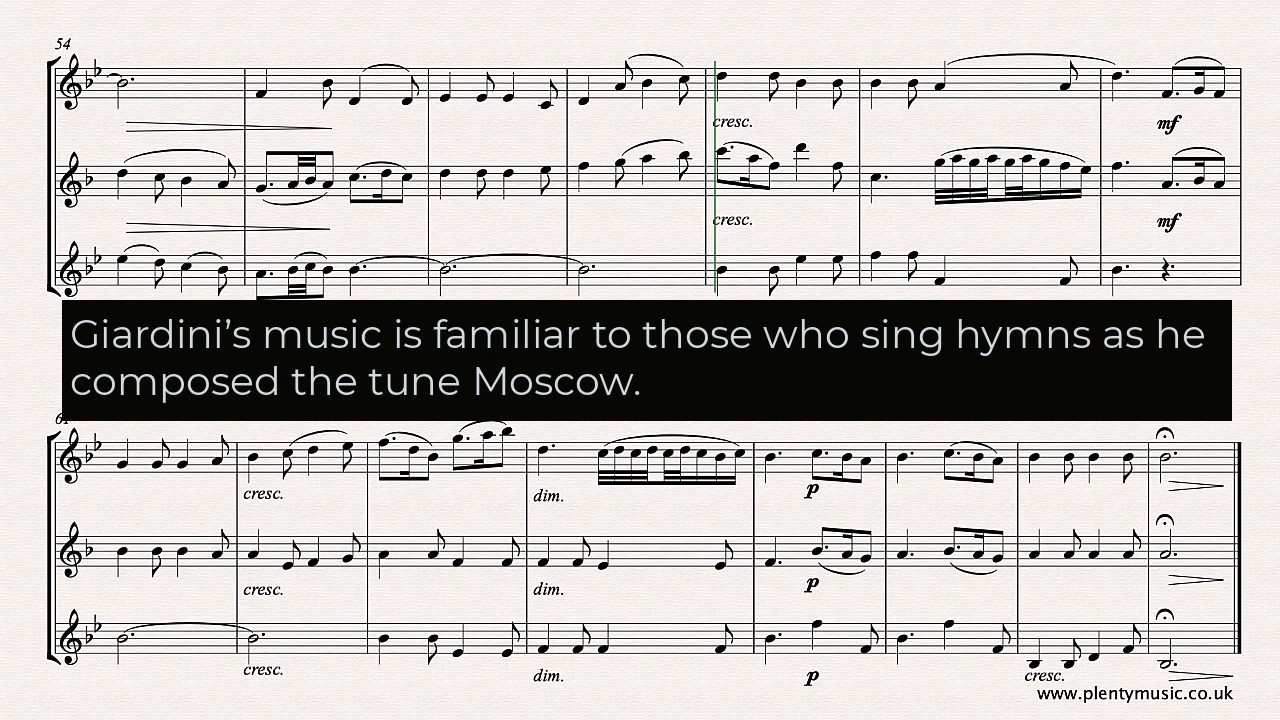 54
cresc.
mf
cresc.
mf
Giardini's music is familiar to those who sing hymns as he
composed the tune Moscow.
cresc.
dim.
p
cresc.
dim.
p
cresc.
dim.
p
cresc.
www.plentymusic.co.uk